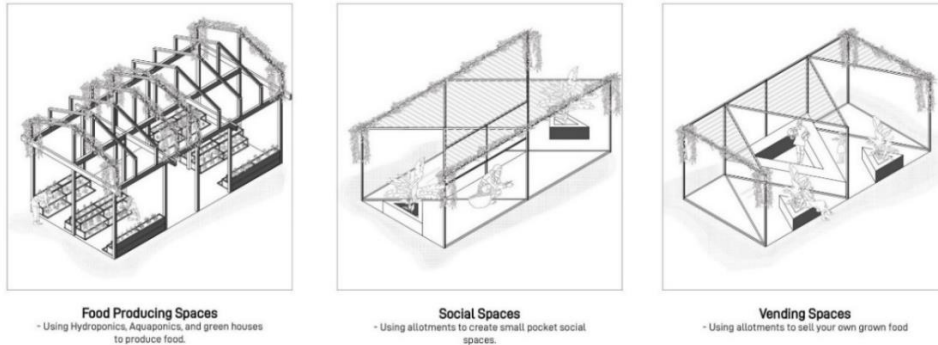 Food Producing Spaces
- Using Hydroponics, Aquaponics, and green houses
to produce food.
Social Spaces
- Using allotments to create small pocket social
spaces.
Vending Spaces
- Using allotments to sell your own grown food